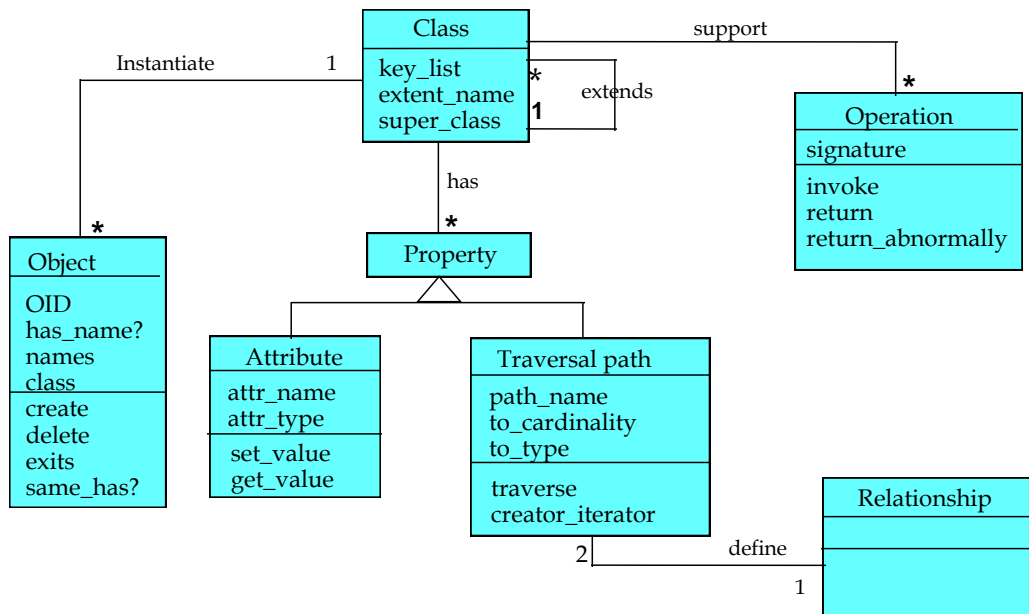 Class
key_list
extent_name
super_class
Instantiate
1
support
*
*
extends
1
Operation
signature
invoke
return
return_abnormally
has
*
Property
*
Object
OID
has_name?
names
class
create
delete
exits
same_has?
Attribute
attr_name
attr_type
set_value
get_value
Traversal path
path_name
to_cardinality
to_type
traverse
creator_iterator
2
define
1
Relationship